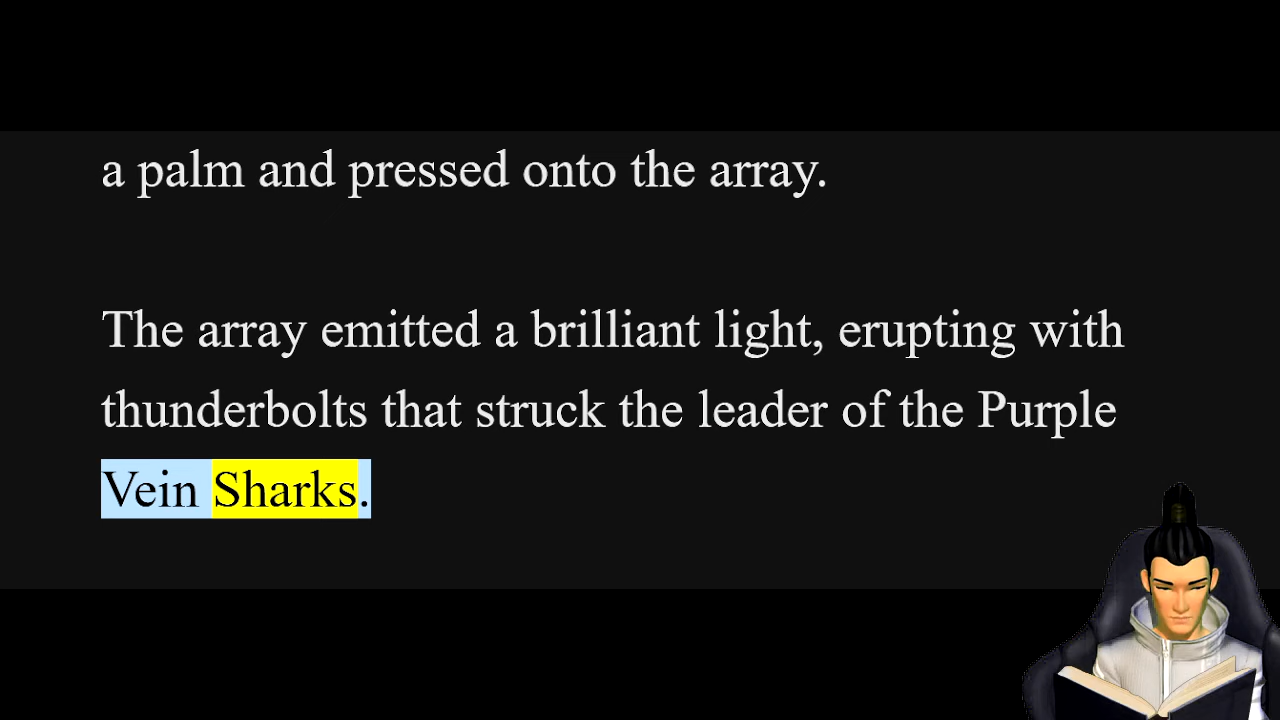 a palm and pressed onto the array.
The array emitted a brilliant light, erupting with
thunderbolts that struck the leader of the Purple
Vein Sharks.